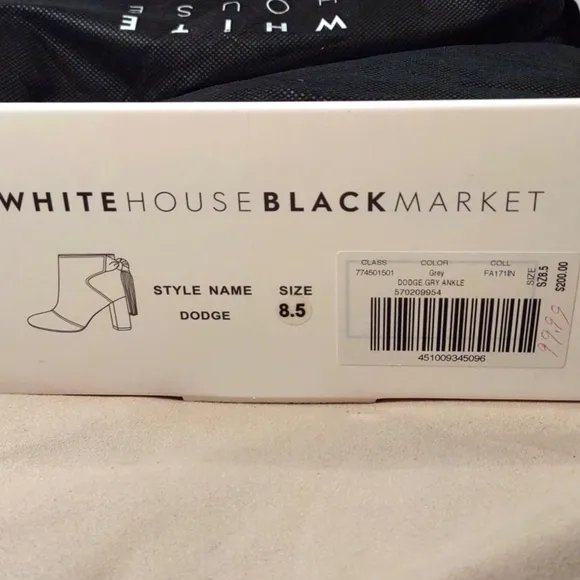 WHITE
HOUSE
WHITEHOUSEBLACKMARKET
STYLE NAME SIZE
DODGE 8.5
CLASS COLOR COLL
774501501 Grey FA171IN
DODGE GRY ANKLE
570209954
451009345096
SIZE
SZ8.5
$200.00
99.99